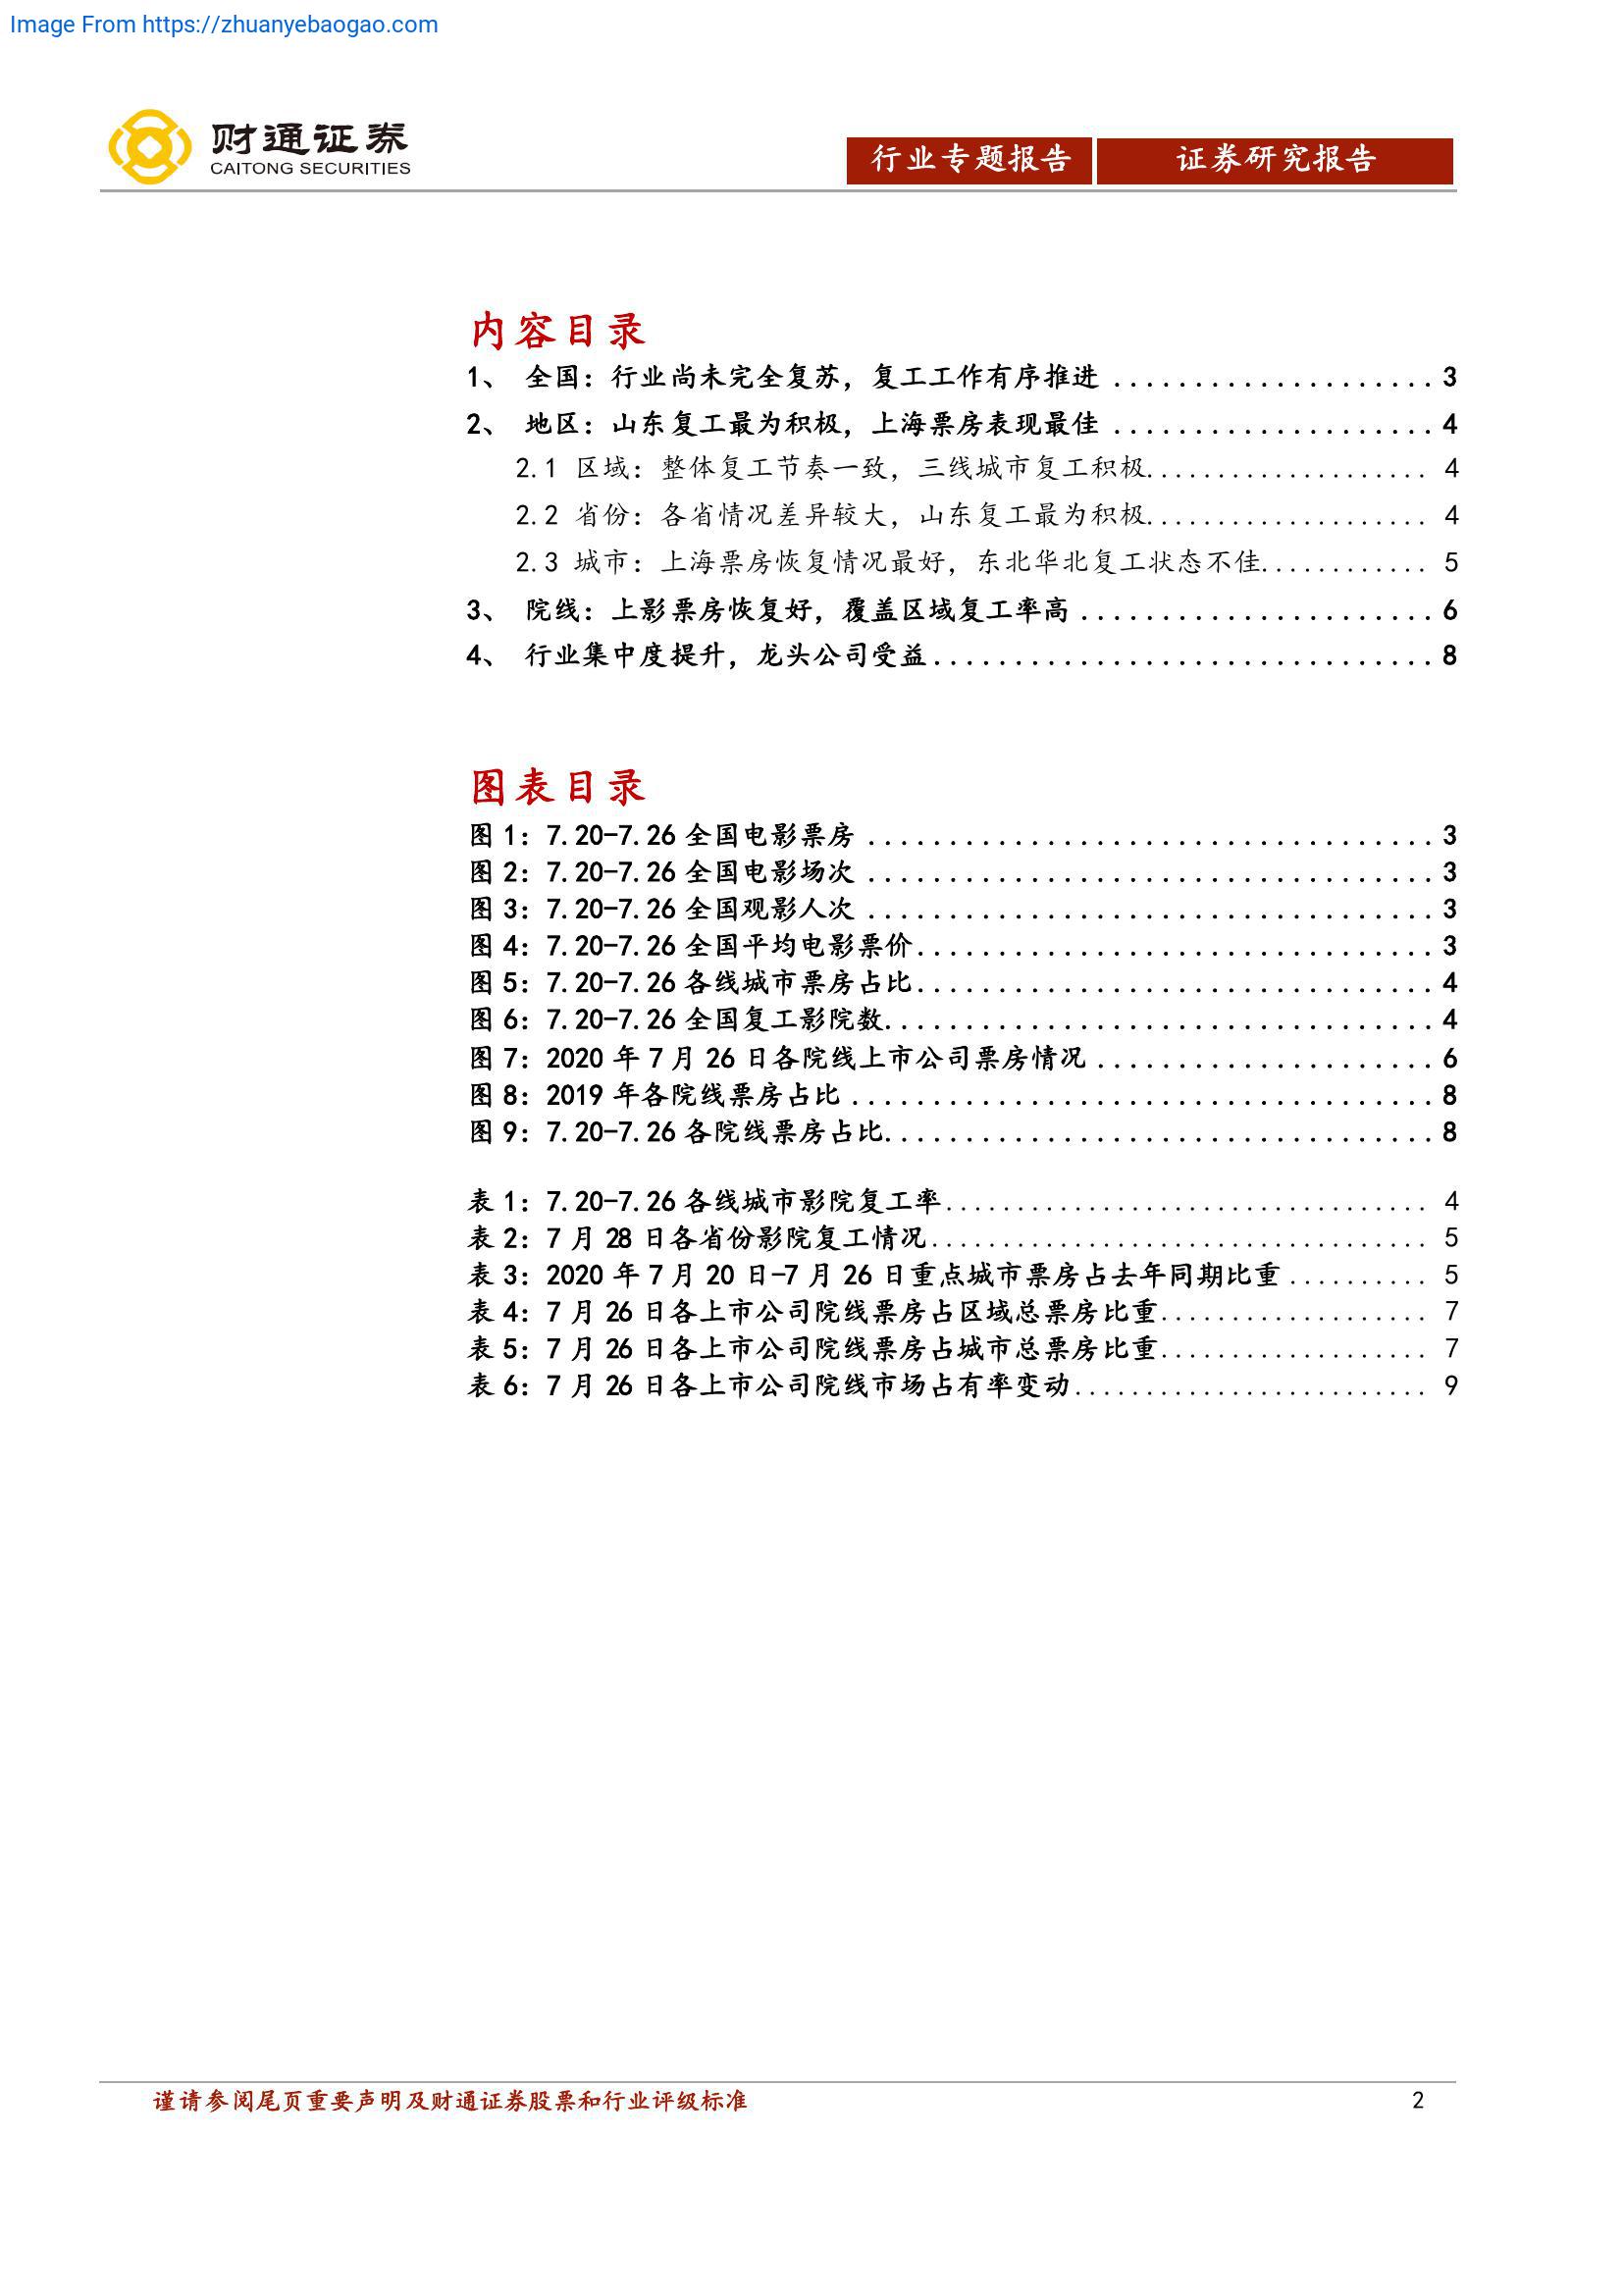 Image From https://zhuanyebaogao.com
财通证券
CAITONG SECURITIES
行业专题报告 证券研究报告
内容目录
1、 全国：行业尚未完全复苏，复工工作有序推进 .................... 3
2、 地区：山东复工最为积极，上海票房表现最佳 .................... 4
2.1 区域：整体复工节奏一致，三线城市复工积极.................... 4
2.2 省份：各省情况差异较大，山东复工最为积极.................... 4
2.3 城市：上海票房恢复情况最好，东北华北复工状态不佳............ 5
3、 院线：上影票房恢复好，覆盖区域复工率高 ...................... 6
4、 行业集中度提升，龙头公司受益............................... 8
图表目录
图 1：7.20-7.26 全国电影票房 ................................... 3
图 2：7.20-7.26 全国电影场次 ................................... 3
图 3：7.20-7.26 全国观影人次 ................................... 3
图 4：7.20-7.26 全国平均电影票价................................ 3
图 5：7.20-7.26 各线城市票房占比................................ 4
图 6：7.20-7.26 全国复工影院数.................................. 4
图 7：2020 年 7 月 26 日各院线上市公司票房情况 ..................... 6
图 8：2019 年各院线票房占比 .................................... 8
图 9：7.20-7.26 各院线票房占比.................................. 8
表 1：7.20-7.26 各线城市影院复工率.................................. 4
表 2：7 月 28 日各省份影院复工情况................................... 5
表 3：2020 年 7 月 20 日-7 月 26 日重点城市票房占去年同期比重 .......... 5
表 4：7 月 26 日各上市公司院线票房占区域总票房比重................... 7
表 5：7 月 26 日各上市公司院线票房占城市总票房比重................... 7
表 6：7 月 26 日各上市公司院线市场占有率变动......................... 9
谨请参阅尾页重要声明及财通证券股票和行业评级标准 2